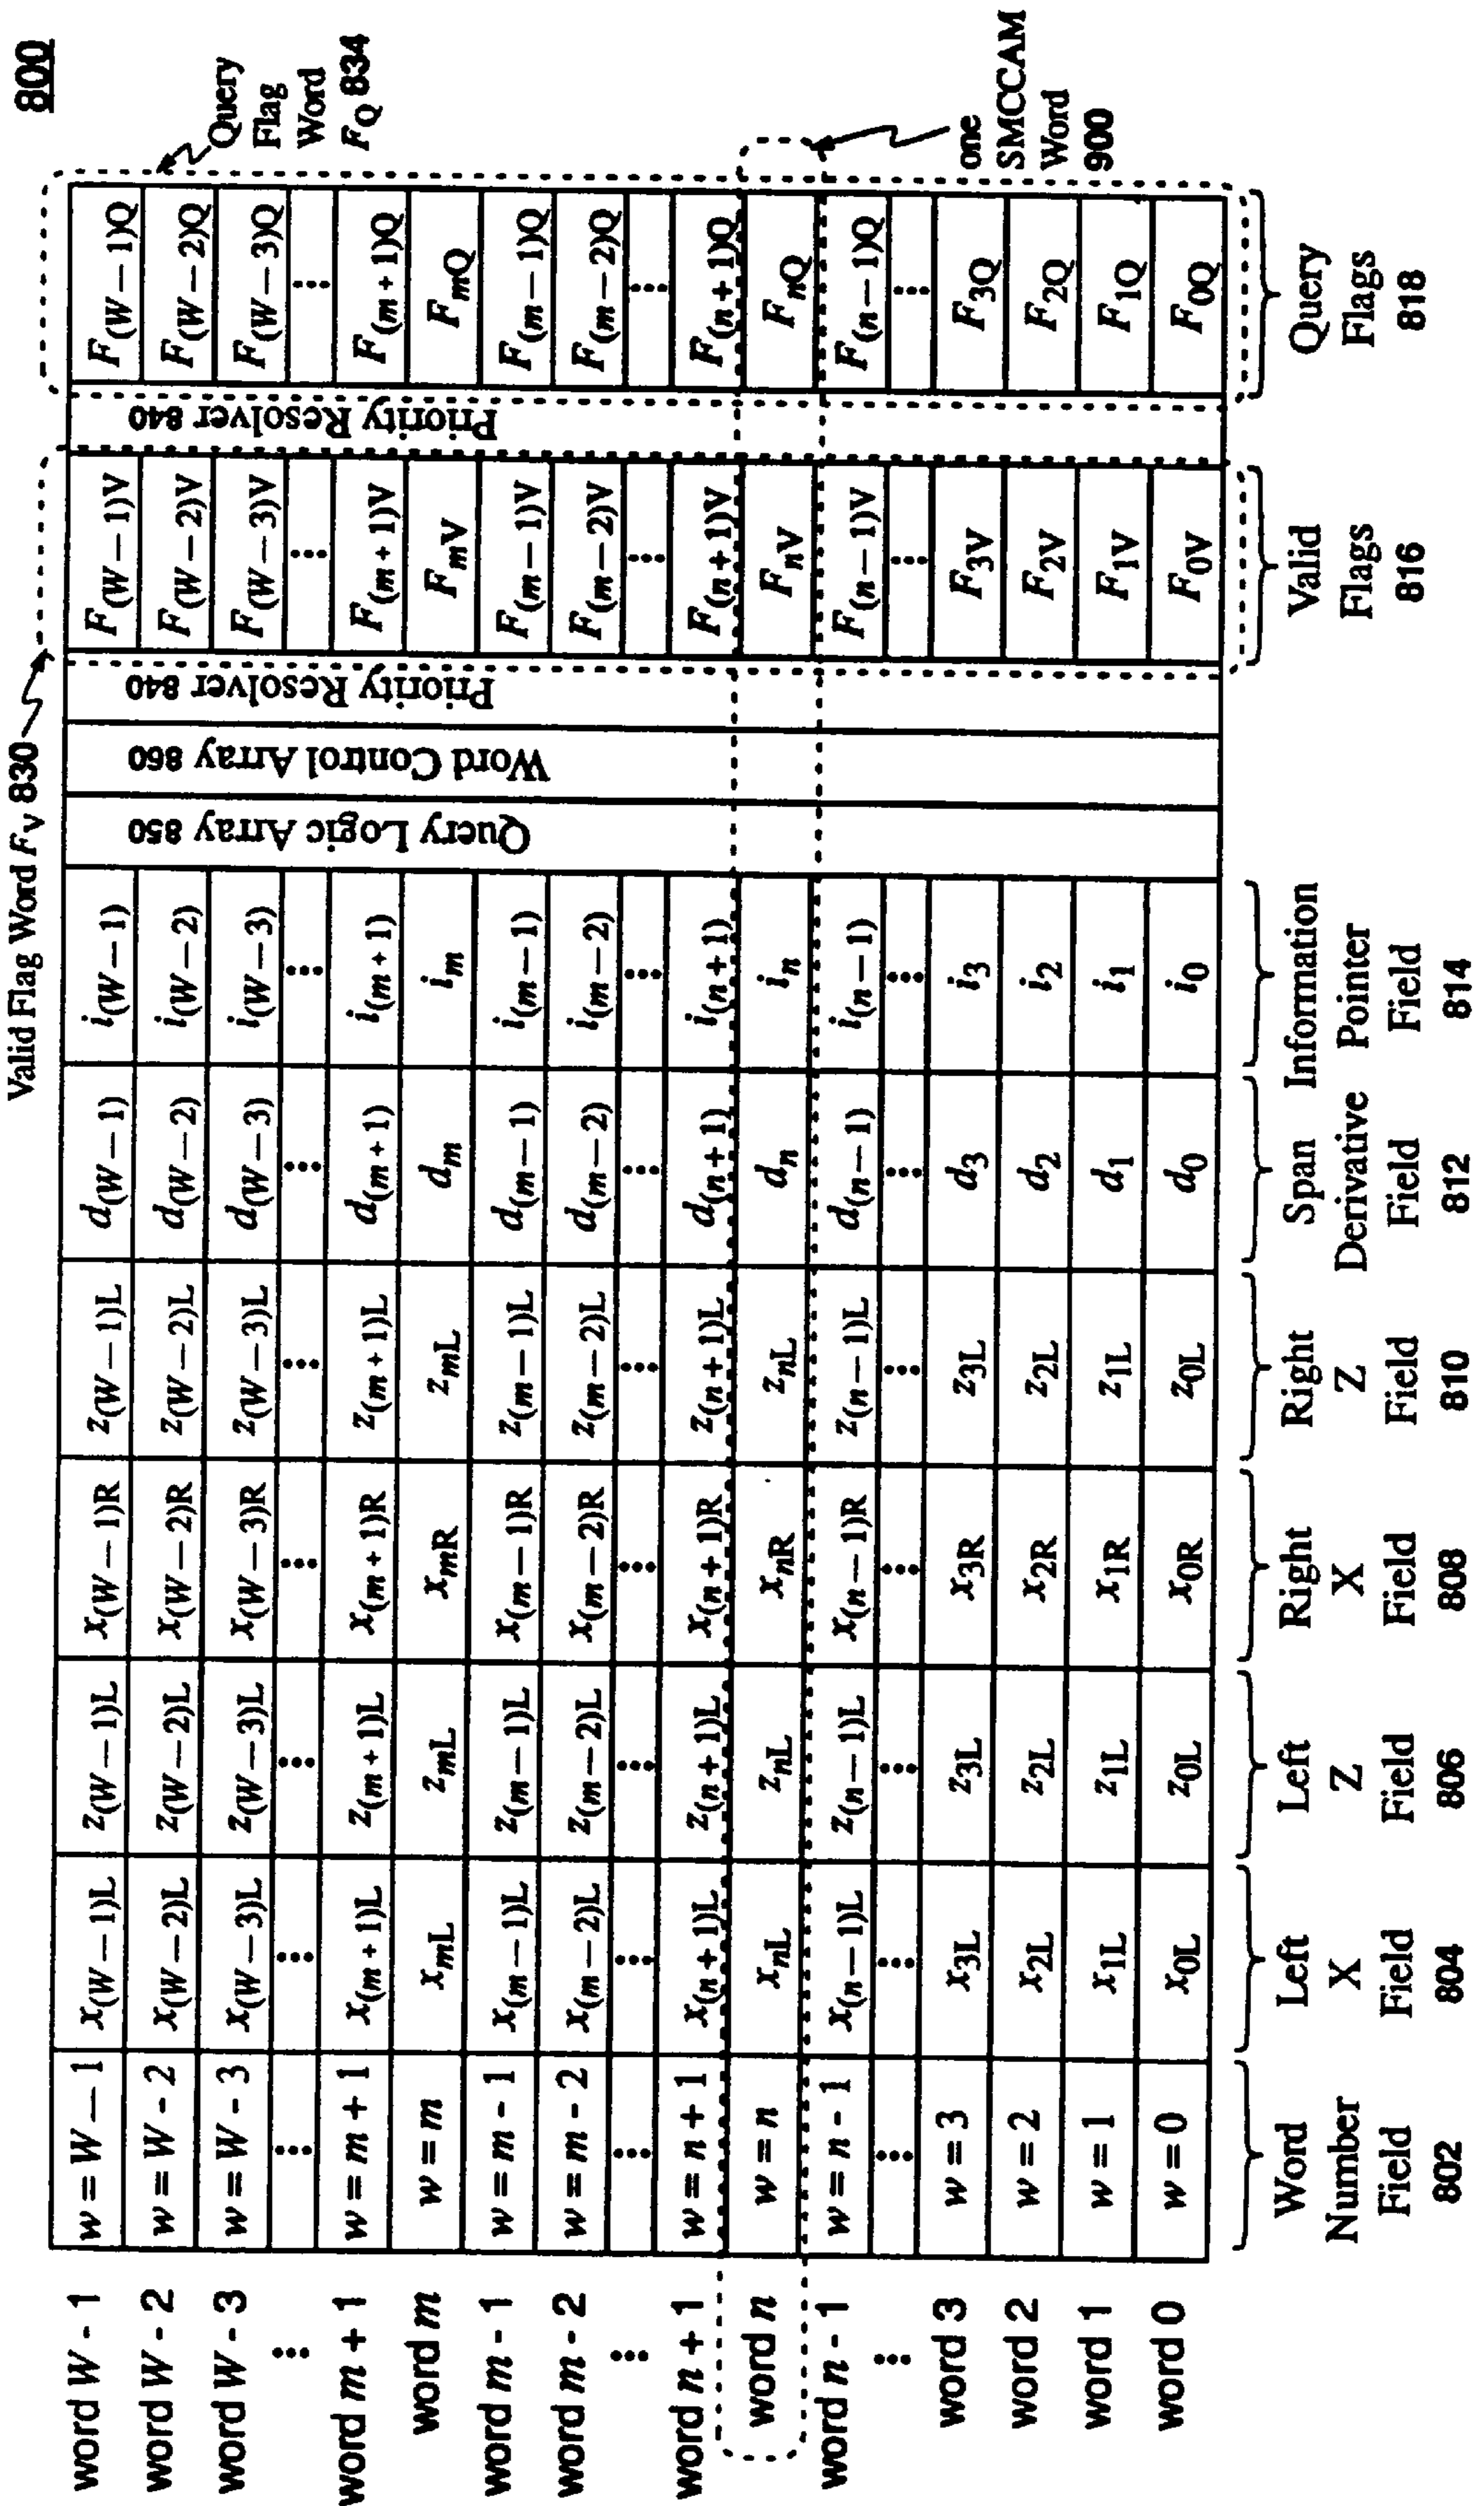 800
Valid Flag Word FV 830
Query
Flag
Word
FQ 834
word W - 1 w = W — 1 x(W — 1)L z(W — 1)L x(W — 1)R z(W — 1)L d(W — 1) i(W — 1) F(W — 1)V F(W — 1)Q
word W - 2 w = W - 2 x(W — 2)L z(W — 2)L x(W — 2)R z(W — 2)L d(W — 2) i(W — 2) F(W — 2)V F(W — 2)Q
word W - 3 w = W - 3 x(W — 3)L z(W — 3)L x(W — 3)R z(W — 3)L d(W — 3) i(W — 3) F(W — 3)V F(W — 3)Q
⋮ ⋮ ⋮ ⋮ ⋮ ⋮ ⋮ ⋮ ⋮ ⋮
word m + 1 w = m + 1 x(m + 1)L z(m + 1)L x(m + 1)R z(m + 1)L d(m + 1) i(m + 1) F(m + 1)V F(m + 1)Q
word m w = m xmL zmL xmR zmL dm im FmV FmQ
word m - 1 w = m - 1 x(m — 1)L z(m — 1)L x(m — 1)R z(m — 1)L d(m — 1) i(m — 1) F(m — 1)V F(m — 1)Q
word m - 2 w = m - 2 x(m — 2)L z(m — 2)L x(m — 2)R z(m — 2)L d(m — 2) i(m — 2) F(m — 2)V F(m — 2)Q
⋮ ⋮ ⋮ ⋮ ⋮ ⋮ ⋮ ⋮ ⋮ ⋮
word n + 1 w = n + 1 x(n + 1)L z(n + 1)L x(n + 1)R z(n + 1)L d(n + 1) i(n + 1) F(n + 1)V F(n + 1)Q
word n w = n xnL znL xnR znL dn in FnV FnQ
word n - 1 w = n - 1 x(n — 1)L z(n — 1)L x(n — 1)R z(n — 1)L d(n — 1) i(n — 1) F(n — 1)V F(n — 1)Q
⋮ ⋮ ⋮ ⋮ ⋮ ⋮ ⋮ ⋮ ⋮ ⋮
word 3 w = 3 x3L z3L x3R z3L d3 i3 F3V F3Q
word 2 w = 2 x2L z2L x2R z2L d2 i2 F2V F2Q
word 1 w = 1 x1L z1L x1R z1L d1 i1 F1V F1Q
word 0 w = 0 x0L z0L x0R z0L d0 i0 F0V F0Q
Query Logic Array 850
Word Control Array 860
Priority Resolver 840
Priority Resolver 840
one
SMCCAM
Word
900
Word
Number
Field
802
Left
X
Field
804
Left
Z
Field
806
Right
X
Field
808
Right
Z
Field
810
Span
Derivative
Field
812
Information
Pointer
Field
814
Valid
Flags
816
Query
Flags
818